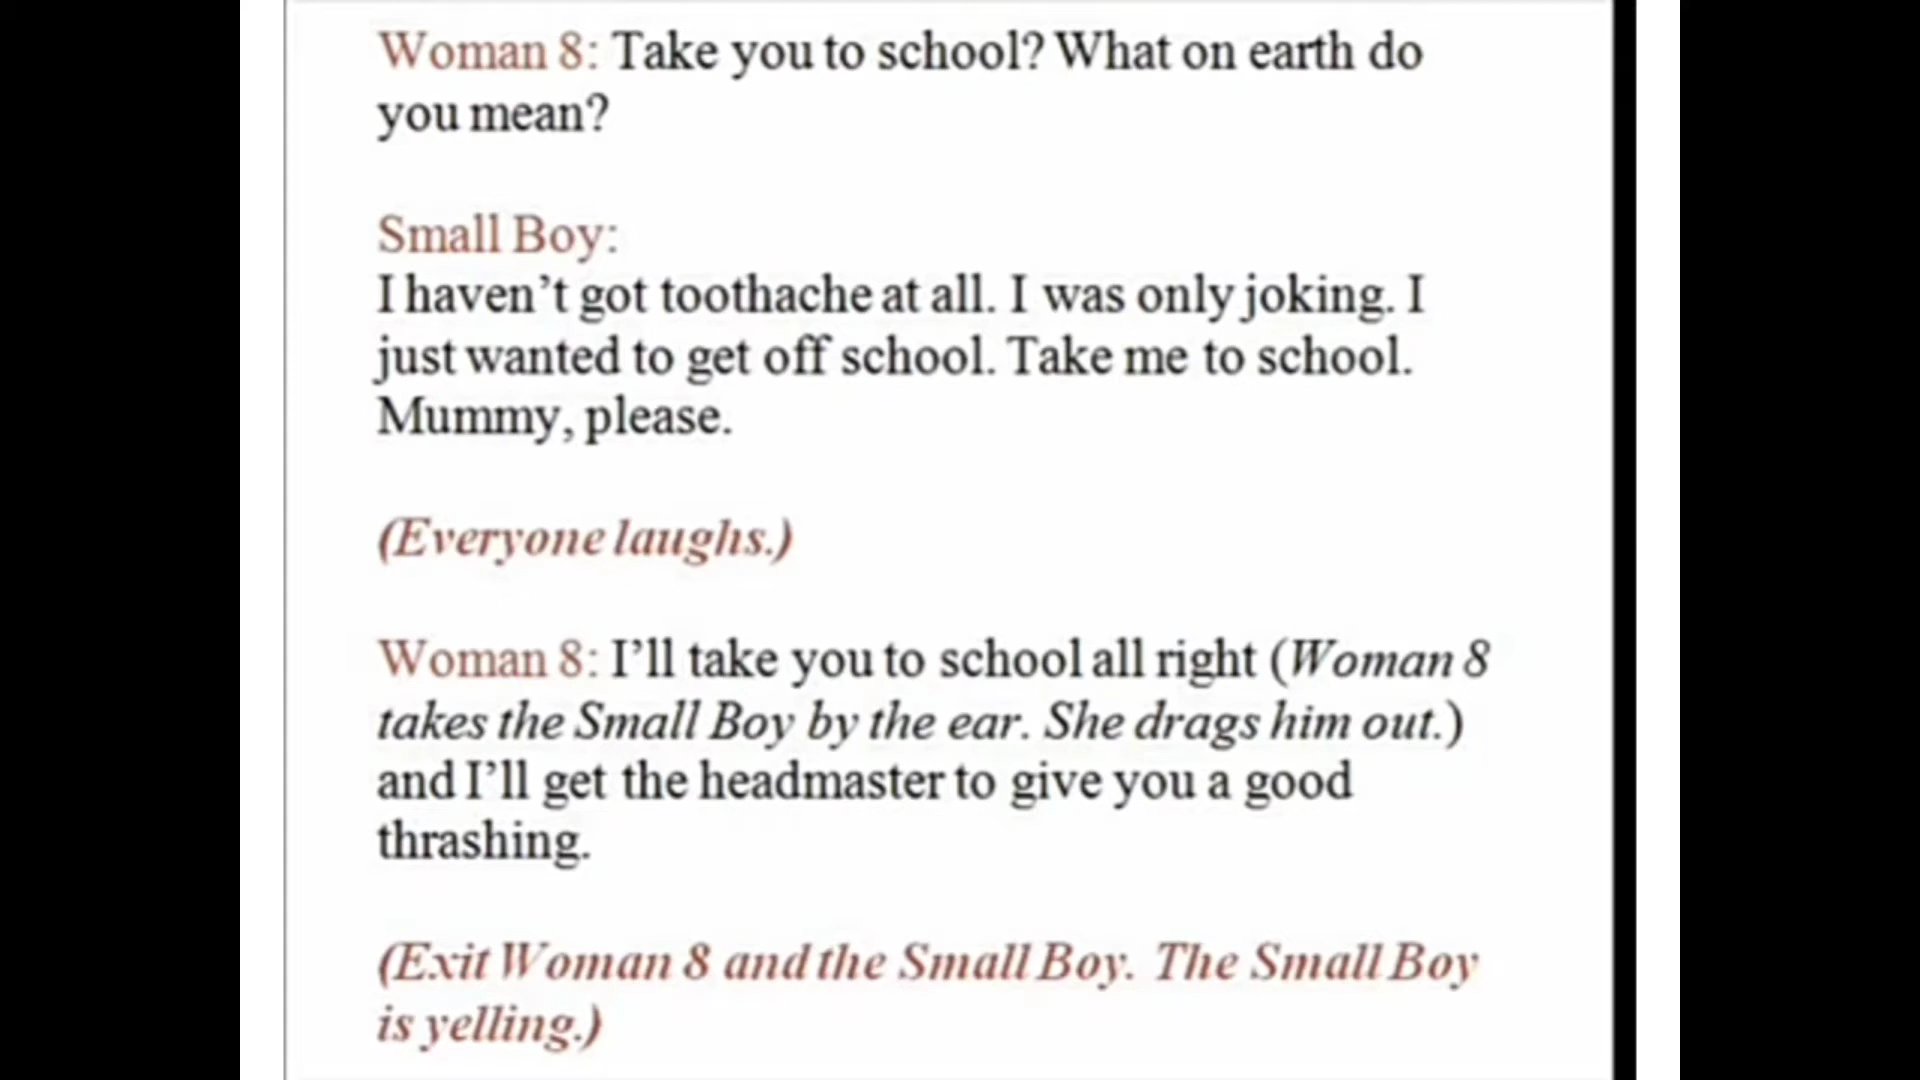 Woman 8: Take you to school? What on earth do
you mean?
Small Boy:
I haven’t got toothache at all. I was only joking. I
just wanted to get off school. Take me to school.
Mummy, please.
(Everyone laughs.)
Woman 8: I’ll take you to school all right (Woman 8
takes the Small Boy by the ear. She drags him out.)
and I’ll get the headmaster to give you a good
thrashing.
(Exit Woman 8 and the Small Boy. The Small Boy
is yelling.)